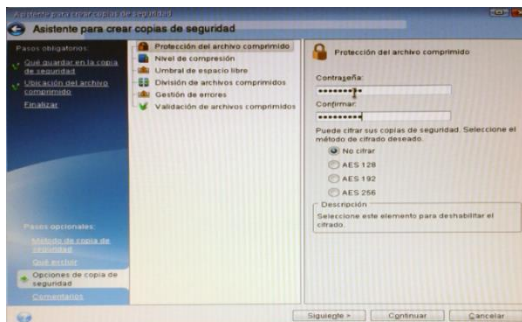 Asistente para crear copias de seguridad
Asistente para crear copias de seguridad
Pasos obligatorios:
Qué guardar en la copia
de seguridad
Ubicación del archivo
comprimido
Finalizar
Pasos opcionales:
Método de copia de
seguridad
Qué excluir
Opciones de copia de
seguridad
Comentarios
Protección del archivo comprimido
Nivel de compresión
Umbral de espacio libre
División de archivos comprimidos
Gestión de errores
Validación de archivos comprimidos
Protección del archivo comprimido
Contraseña:
Confirmar:
Puede cifrar sus copias de seguridad. Seleccione el
método de cifrado deseado.
No cifrar
AES 128
AES 192
AES 256
Descripción
Seleccione este elemento para deshabilitar el
cifrado.
Siguiente >
Continuar
Cancelar